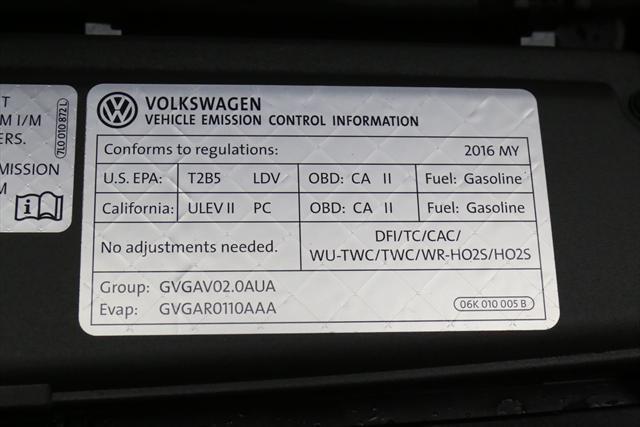 T
M I/M
ERS.
MISSION
M
7L0 010 872 L
VOLKSWAGEN
VEHICLE EMISSION CONTROL INFORMATION
Conforms to regulations: 2016 MY
U.S. EPA: T2B5 LDV OBD: CA II Fuel: Gasoline
California: ULEV II PC OBD: CA II Fuel: Gasoline
No adjustments needed.
DFI/TC/CAC/
WU-TWC/TWC/WR-HO2S/HO2S
Group: GVGAV02.0AUA
Evap: GVGAR0110AAA
06K 010 005 B